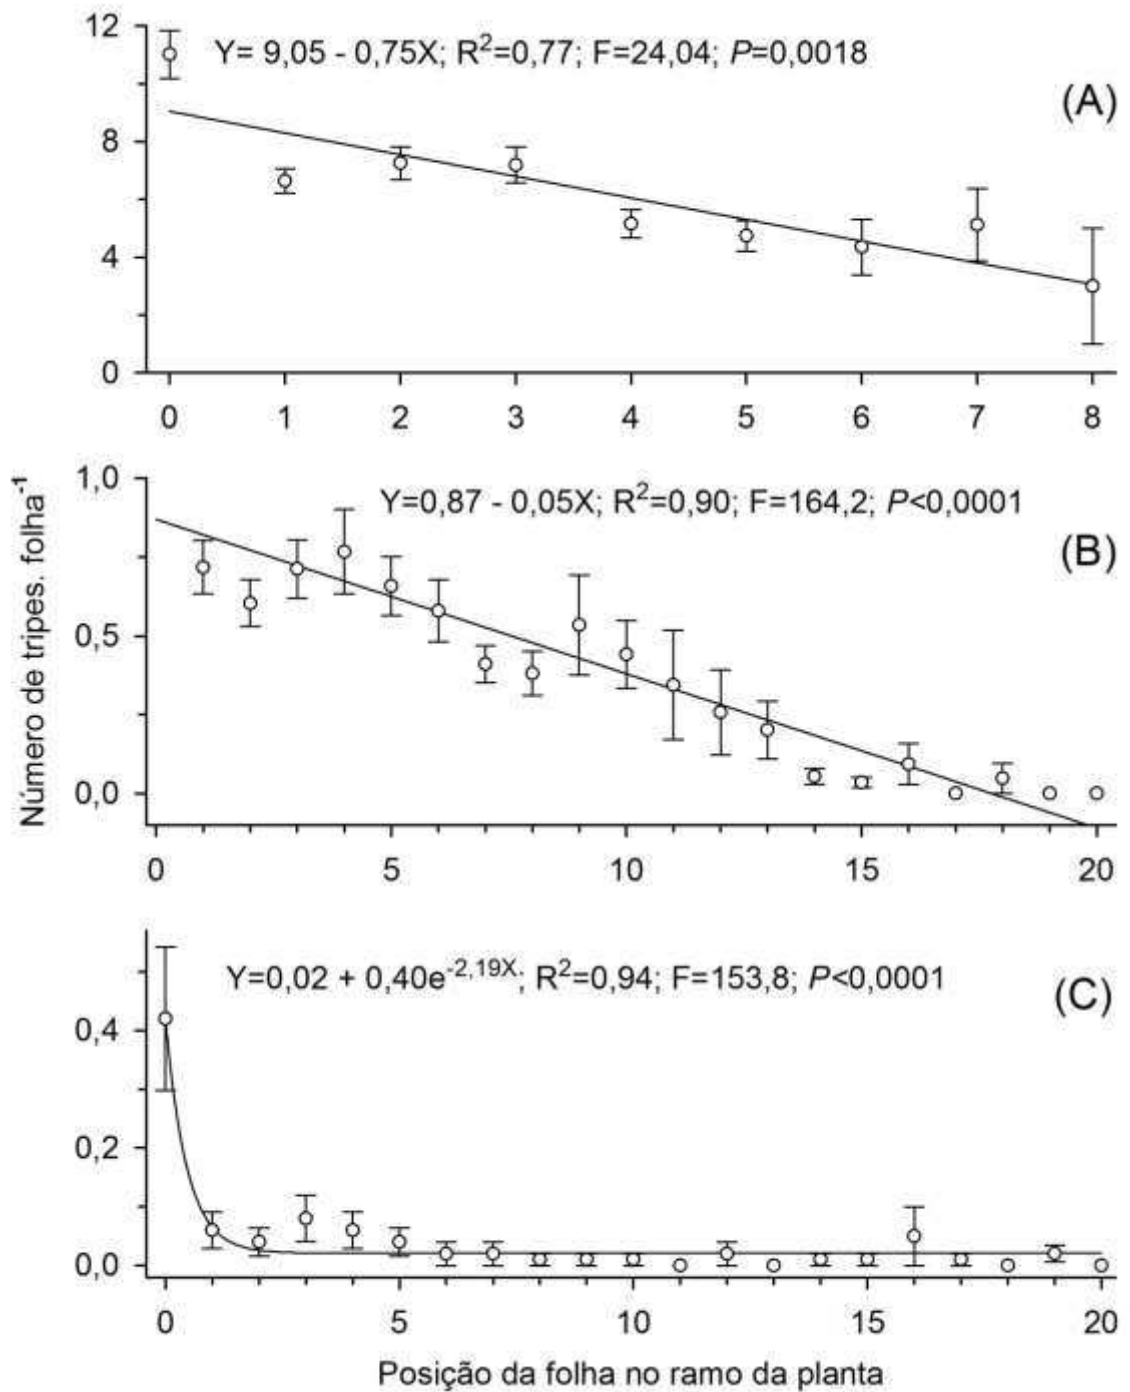 12
Y= 9,05 - 0,75X; R²=0,77; F=24,04; P=0,0018
(A)
8
4
0
0 1 2 3 4 5 6 7 8
Número de tripes. folha⁻¹
1,0
Y=0,87 - 0,05X; R²=0,90; F=164,2; P<0,0001
(B)
0,5
0,0
0 5 10 15 20
Y=0,02 + 0,40e⁻²,¹⁹ˣ; R²=0,94; F=153,8; P<0,0001
(C)
0,4
0,2
0,0
0 5 10 15 20
Posição da folha no ramo da planta